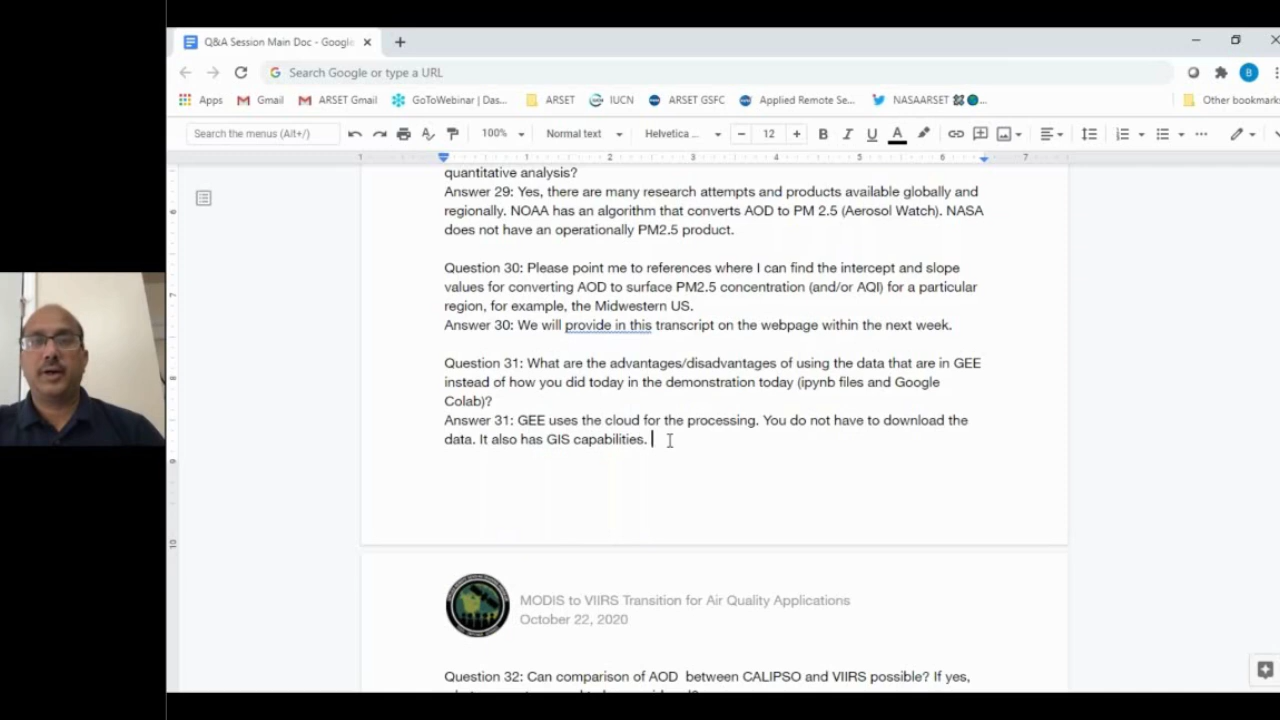 Q&A Session Main Doc - Google
Search Google or type a URL
B
Apps
Gmail
ARSET Gmail
GoToWebinar | Das...
ARSET
IUCN
ARSET GSFC
Applied Remote Se...
NASAARSET
Other bookmarks
Search the menus (Alt+/)
100%
Normal text
Helvetica ...
12
B I U A
1 1 2 3 4 5 6 7
quantitative analysis?
Answer 29: Yes, there are many research attempts and products available globally and
regionally. NOAA has an algorithm that converts AOD to PM 2.5 (Aerosol Watch). NASA
does not have an operationally PM2.5 product.
Question 30: Please point me to references where I can find the intercept and slope
values for converting AOD to surface PM2.5 concentration (and/or AQI) for a particular
region, for example, the Midwestern US.
Answer 30: We will provide in this transcript on the webpage within the next week.
Question 31: What are the advantages/disadvantages of using the data that are in GEE
instead of how you did today in the demonstration today (ipynb files and Google
Colab)?
Answer 31: GEE uses the cloud for the processing. You do not have to download the
data. It also has GIS capabilities.
MODIS to VIIRS Transition for Air Quality Applications
October 22, 2020
Question 32: Can comparison of AOD  between CALIPSO and VIIRS possible? If yes,